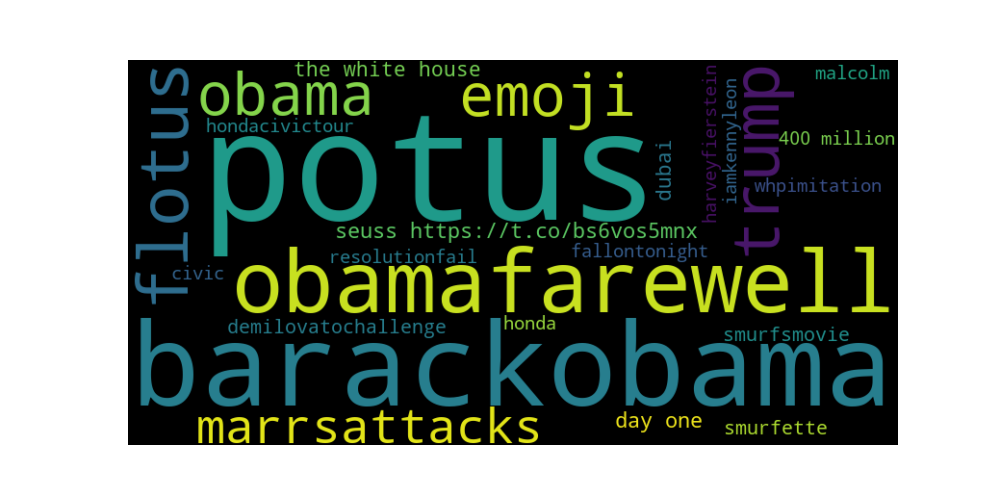 the white house
malcolm
flotus
obama
emoji
trump
harveyfierstein
iamkennyleon
hondacivictour
potus
400 million
dubai
whpimitation
seuss https://t.co/bs6vos5mnx
resolutionfail
fallontonight
civic
obamafarewell
demilovatochallenge
honda
smurfsmovie
barackobama
marrsattacks
day one
smurfette